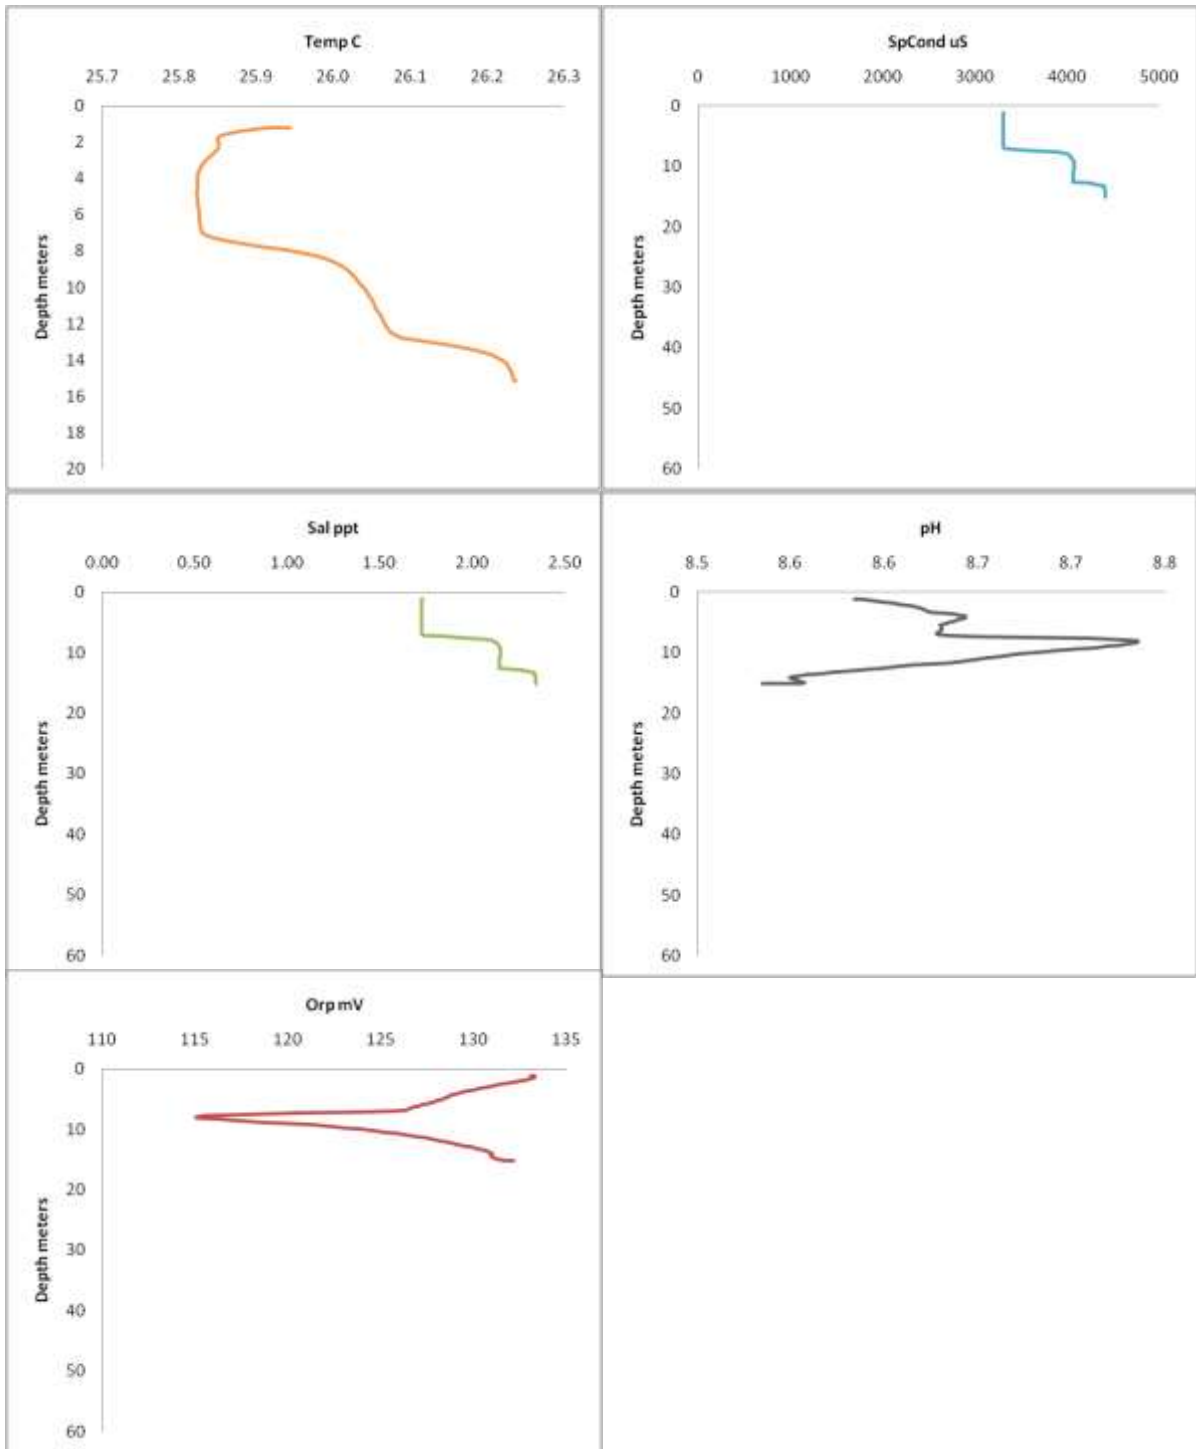 Temp C
25.7 25.8 25.9 26.0 26.1 26.2 26.3
0
2
4
6
8
10
12
14
16
18
20
Depth meters
SpCond uS
0 1000 2000 3000 4000 5000
0
10
20
30
40
50
60
Depth meters
Sal ppt
0.00 0.50 1.00 1.50 2.00 2.50
0
10
20
30
40
50
60
Depth meters
pH
8.5 8.6 8.6 8.7 8.7 8.8
0
10
20
30
40
50
60
Depth meters
Orp mV
110 115 120 125 130 135
0
10
20
30
40
50
60
Depth meters